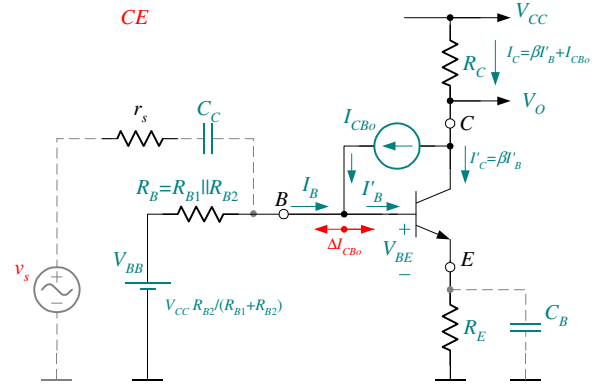 CE
V_CC
R_C
I_C=βI'_B+I_CBo
V_O
r_s
C_C
I_CBo
C
I'_C=βI'_B
R_B=R_B1||R_B2
B
I_B
I'_B
+
ΔI_CBo
V_BE
−
E
v_s
+
−
V_BB
V_CC R_B2/(R_B1+R_B2)
R_E
C_B